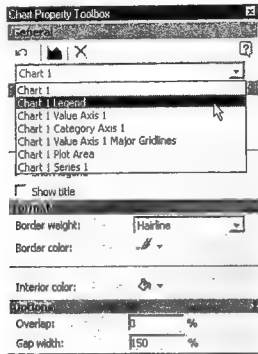 Chart Property Toolbox
General
Chart 1
Chart 1
Chart 1 Legend
Chart 1 Value Axis 1
Chart 1 Category Axis 1
Chart 1 Value Axis 1 Major Gridlines
Chart 1 Plot Area
Chart 1 Series 1
Show title
Format
Border weight:
Hairline
Border color:
Interior color:
Options
Overlap:
0
%
Gap width:
150
%